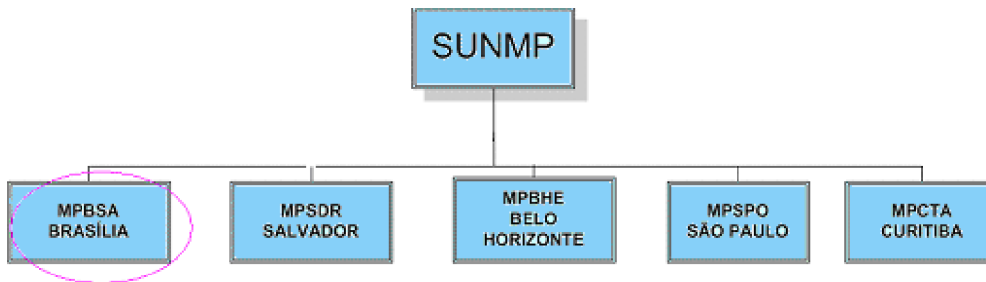 SUNMP
MPBSA
BRASÍLIA
MPSDR
SALVADOR
MPBHE
BELO
HORIZONTE
MPSPO
SÃO PAULO
MPCTA
CURITIBA